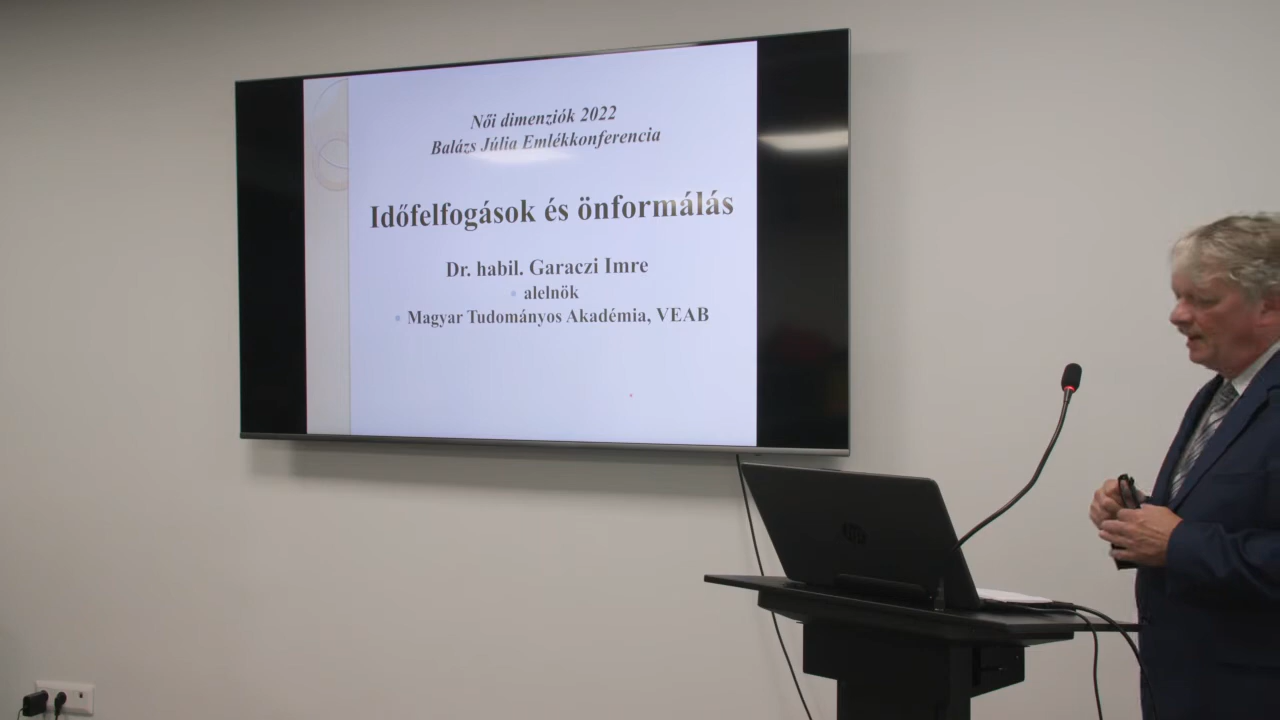 Női dimenziók 2022
Balázs Júlia Emlékkonferencia
Időfelfogások és önformálás
Dr. habil. Garaczi Imre
alelnök
Magyar Tudományos Akadémia, VEAB
hp